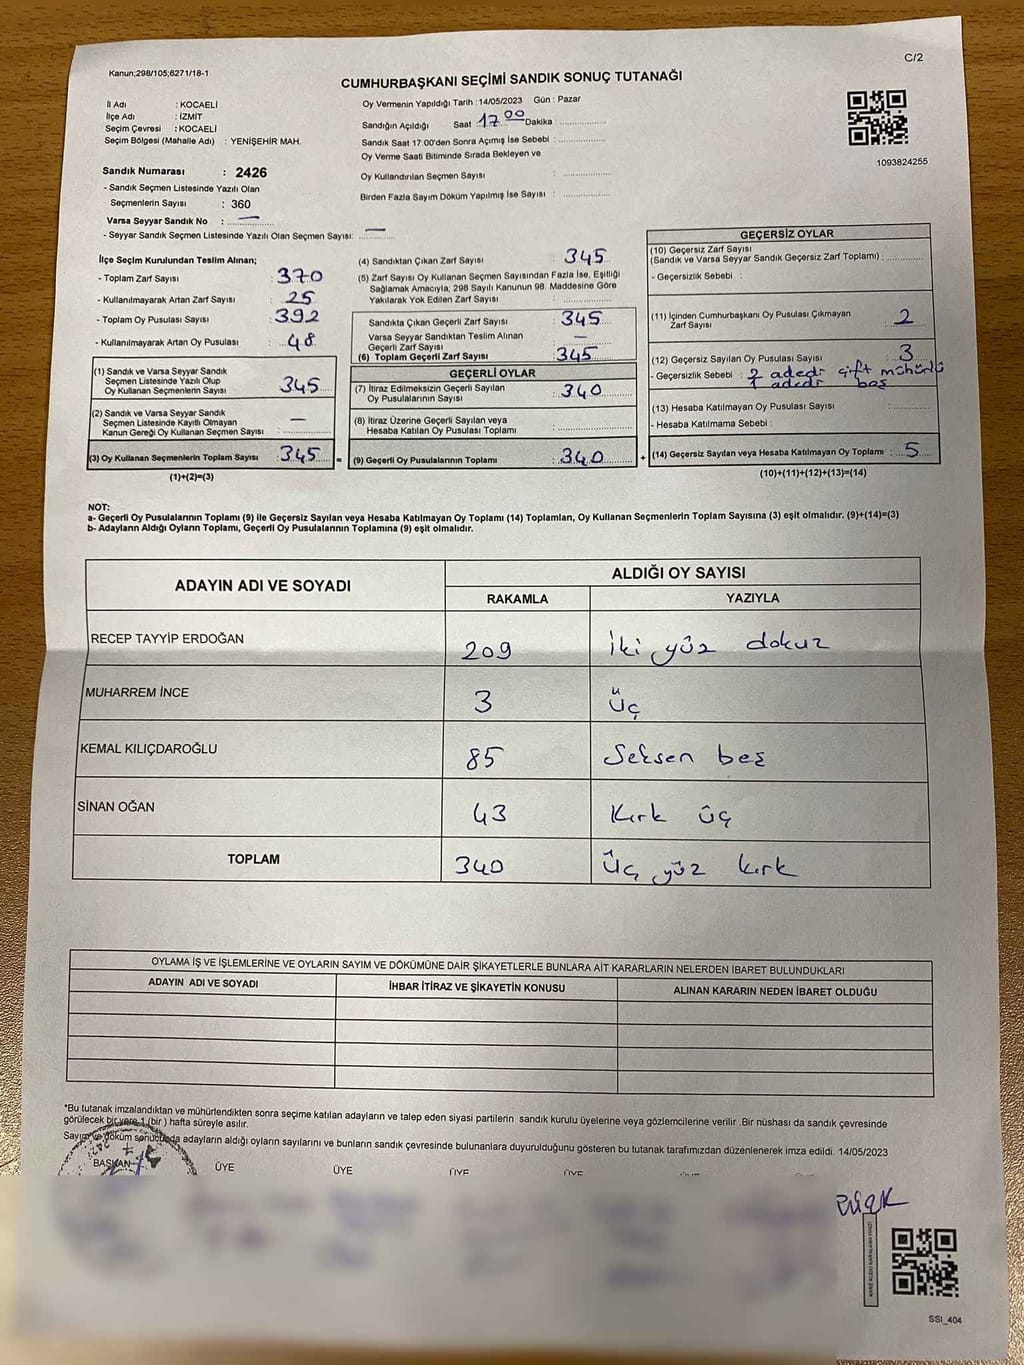 Kanun;298/105;6271/18-1
C/2
CUMHURBAŞKANI SEÇİMİ SANDIK SONUÇ TUTANAĞI
İl Adı : KOCAELİ
İlçe Adı : İZMİT
Seçim Çevresi : KOCAELİ
Seçim Bölgesi (Mahalle Adı) : YENİŞEHİR MAH.
Oy Vermenin Yapıldığı Tarih : 14/05/2023 Gün : Pazar
Sandığın Açıldığı Saat : 17 00 Dakika :
Sandık Saat 17.00'den Sonra Açımış İse Sebebi :
Oy Verme Saati Bitiminde Sırada Bekleyen ve
Oy Kullandırılan Seçmen Sayısı :
Birden Fazla Sayım Döküm Yapılmış İse Sayısı :
1093824255
Sandık Numarası : 2426
- Sandık Seçmen Listesinde Yazılı Olan
Seçmenlerin Sayısı : 360
Varsa Seyyar Sandık No : —
- Seyyar Sandık Seçmen Listesinde Yazılı Olan Seçmen Sayısı: —
İlçe Seçim Kurulundan Teslim Alınan;
- Toplam Zarf Sayısı : 370
- Kullanılmayarak Artan Zarf Sayısı : 25
- Toplam Oy Pusulası Sayısı : 392
- Kullanılmayarak Artan Oy Pusulası : 48
(1) Sandık ve Varsa Seyyar Sandık
Seçmen Listesinde Yazılı Olup
Oy Kullanan Seçmenlerin Sayısı : 345
(2) Sandık ve Varsa Seyyar Sandık
Seçmen Listesinde Kayıtlı Olmayan
Kanun Gereği Oy Kullanan Seçmen Sayısı : —
(3) Oy Kullanan Seçmenlerin Toplam Sayısı : 345
(1)+(2)=(3)
(4) Sandıktan Çıkan Zarf Sayısı : 345
(5) Zarf Sayısı Oy Kullanan Seçmen Sayısından Fazla İse, Eşitliği
Sağlamak Amacıyla; 298 Sayılı Kanunun 98. Maddesine Göre
Yakılarak Yok Edilen Zarf Sayısı :
Sandıkta Çıkan Geçerli Zarf Sayısı : 345
Varsa Seyyar Sandıktan Teslim Alınan
Geçerli Zarf Sayısı : —
(6) Toplam Geçerli Zarf Sayısı : 345
GEÇERLİ OYLAR
(7) İtiraz Edilmeksizin Geçerli Sayılan
Oy Pusulalarının Sayısı : 340
(8) İtiraz Üzerine Geçerli Sayılan veya
Hesaba Katılan Oy Pusulası Toplamı :
= (9) Geçerli Oy Pusulalarının Toplamı : 340
GEÇERSİZ OYLAR
(10) Geçersiz Zarf Sayısı
(Sandık ve Varsa Seyyar Sandık Geçersiz Zarf Toplamı) :
- Geçersizlik Sebebi :
(11) İçinden Cumhurbaşkanı Oy Pusulası Çıkmayan
Zarf Sayısı : 2
(12) Geçersiz Sayılan Oy Pusulası Sayısı : 3
- Geçersizlik Sebebi : 2 adedi çift mühürlü
1 adedi boş
(13) Hesaba Katılmayan Oy Pusulası Sayısı :
- Hesaba Katılmama Sebebi :
+ (14) Geçersiz Sayılan veya Hesaba Katılmayan Oy Toplamı : 5
(10)+(11)+(12)+(13)=(14)
NOT:
a- Geçerli Oy Pusulalarının Toplamı (9) ile Geçersiz Sayılan veya Hesaba Katılmayan Oy Toplamı (14) Toplamları, Oy Kullanan Seçmenlerin Toplam Sayısına (3) eşit olmalıdır. (9)+(14)=(3)
b- Adayların Aldığı Oyların Toplamı, Geçerli Oy Pusulalarının Toplamına (9) eşit olmalıdır.
ADAYIN ADI VE SOYADI
ALDIĞI OY SAYISI
RAKAMLA YAZIYLA
RECEP TAYYİP ERDOĞAN 209 İki yüz dokuz
MUHARREM İNCE 3 Üç
KEMAL KILIÇDAROĞLU 85 Seksen beş
SİNAN OĞAN 43 Kırk üç
TOPLAM 340 Üç yüz kırk
OYLAMA İŞ VE İŞLEMLERİNE VE OYLARIN SAYIM VE DÖKÜMÜNE DAİR ŞİKAYETLERLE BUNLARA AİT KARARLARIN NELERDEN İBARET BULUNDUKLARI
ADAYIN ADI VE SOYADI İHBAR İTİRAZ VE ŞİKAYETİN KONUSU ALINAN KARARIN NEDEN İBARET OLDUĞU
*Bu tutanak imzalandıktan ve mühürlendikten sonra seçime katılan adayların ve talep eden siyasi partilerin sandık kurulu üyelerine veya gözlemcilerine verilir. Bir nüshası da sandık çevresinde
görülecek bir yere 1 (bir) hafta süreyle asılır.
Sayım ve döküm sonucunda adayların aldığı oyların sayılarını ve bunların sandık çevresinde bulunanlara duyurulduğunu gösteren bu tutanak tarafımızdan düzenlenerek imza edildi. 14/05/2023
BAŞKAN ÜYE ÜYE ÜYE ÜYE
SSI_404